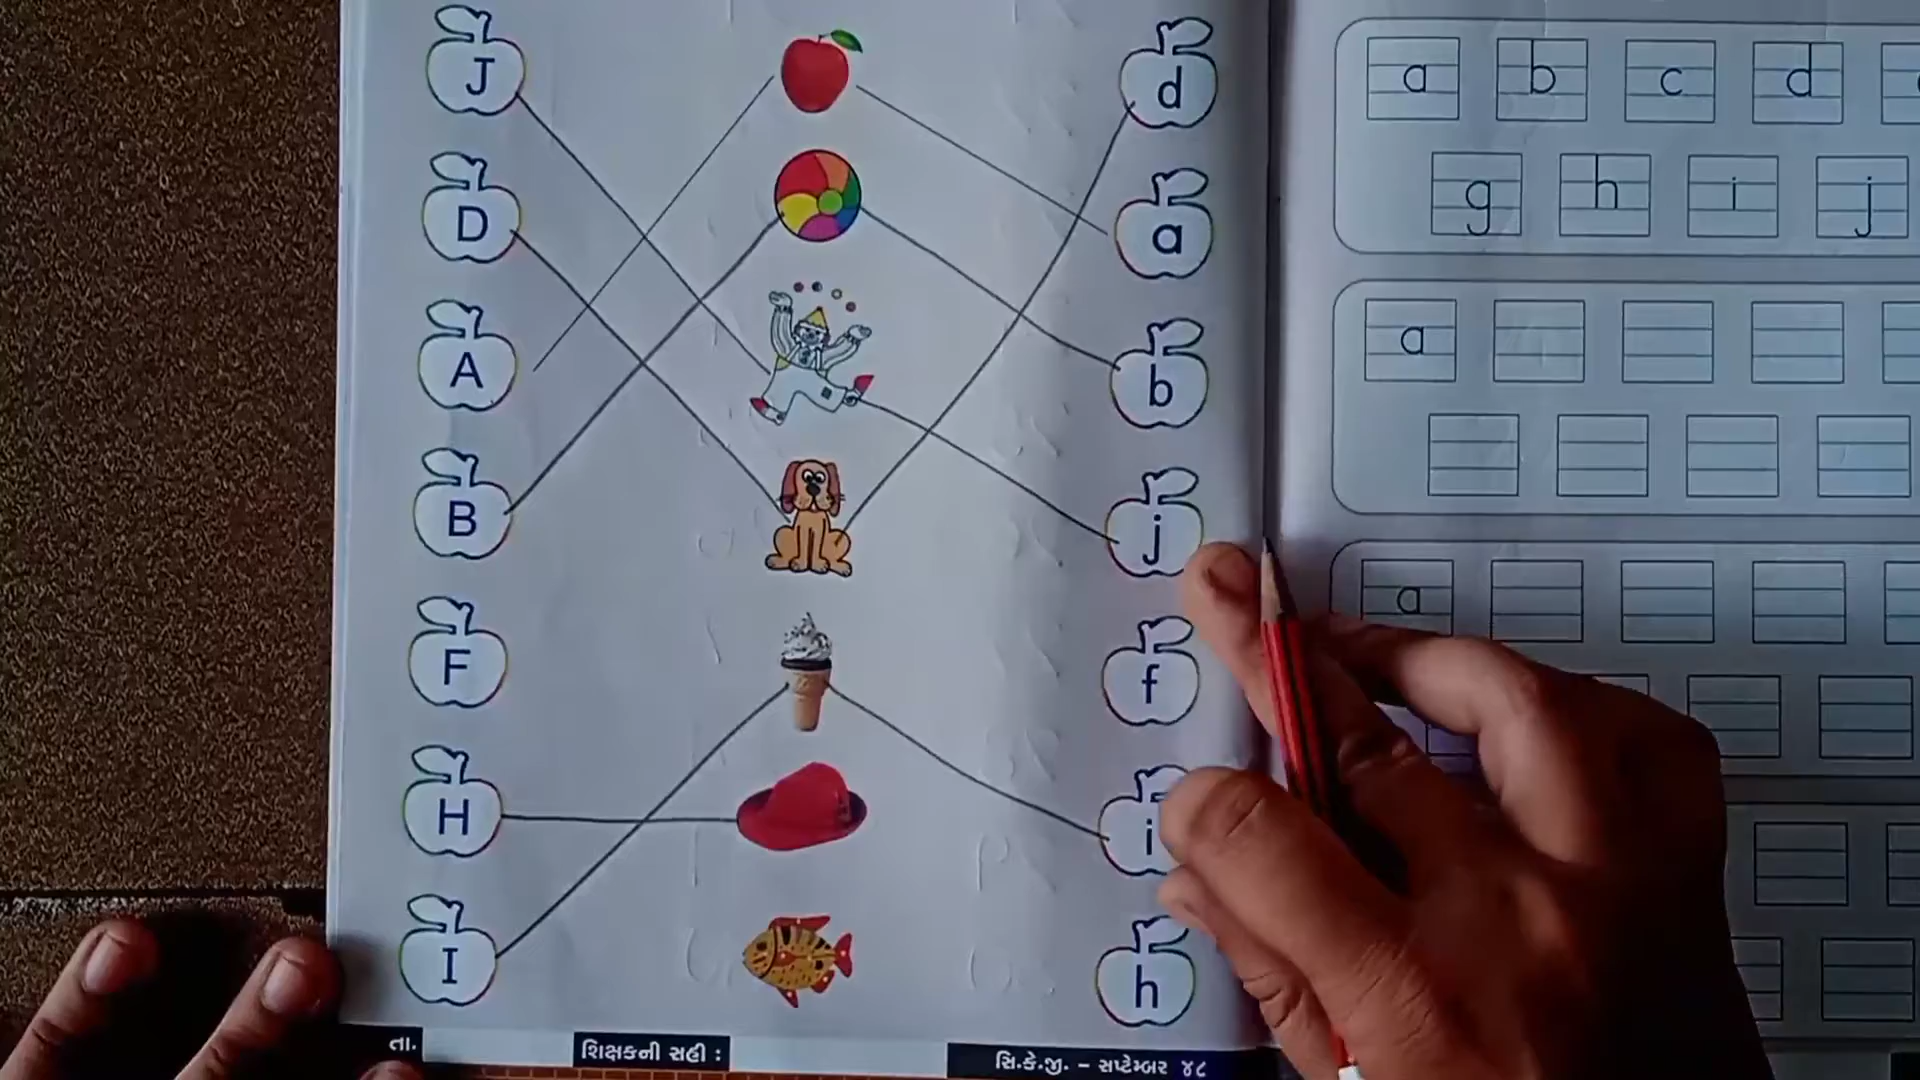 J
d
D
a
A
b
B
j
F
f
H
i
I
h
તા.
શિક્ષકની સહી :
સિ.કે.જી. – સપ્ટેમ્બર ૪૮
a b c d
g h i j
a
a